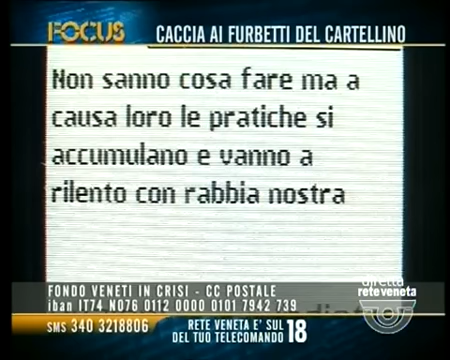 FOCUS
CACCIA AI FURBETTI DEL CARTELLINO
Non sanno cosa fare ma a
causa loro le pratiche si
accumulano e vanno a
rilento con rabbia nostra
FONDO VENETI IN CRISI - CC POSTALE
iban IT74 N076 0112 0000 0101 7942 739
diretta
reteveneta
SMS 340 3218806
RETE VENETA E' SUL
DEL TUO TELECOMANDO 18